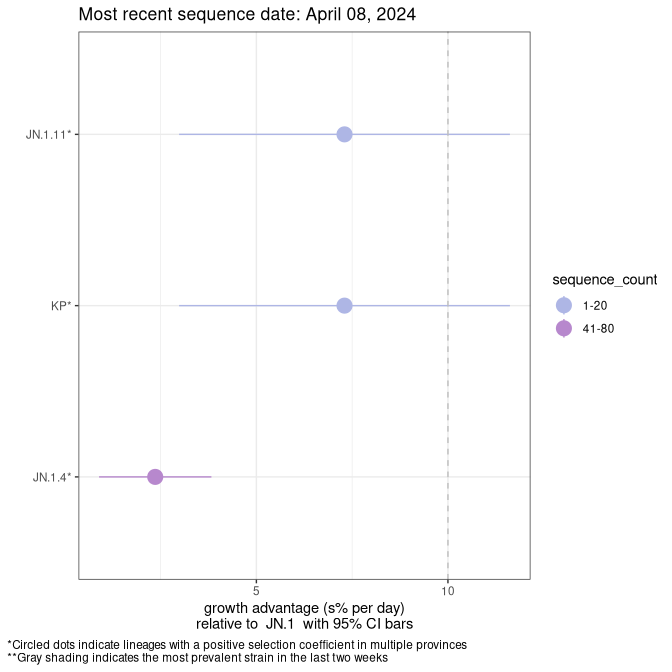 Most recent sequence date: April 08, 2024
JN.1.11*
KP*
JN.1.4*
5
10
growth advantage (s% per day)
relative to  JN.1  with 95% CI bars
sequence_count
1-20
41-80
*Circled dots indicate lineages with a positive selection coefficient in multiple provinces
**Gray shading indicates the most prevalent strain in the last two weeks